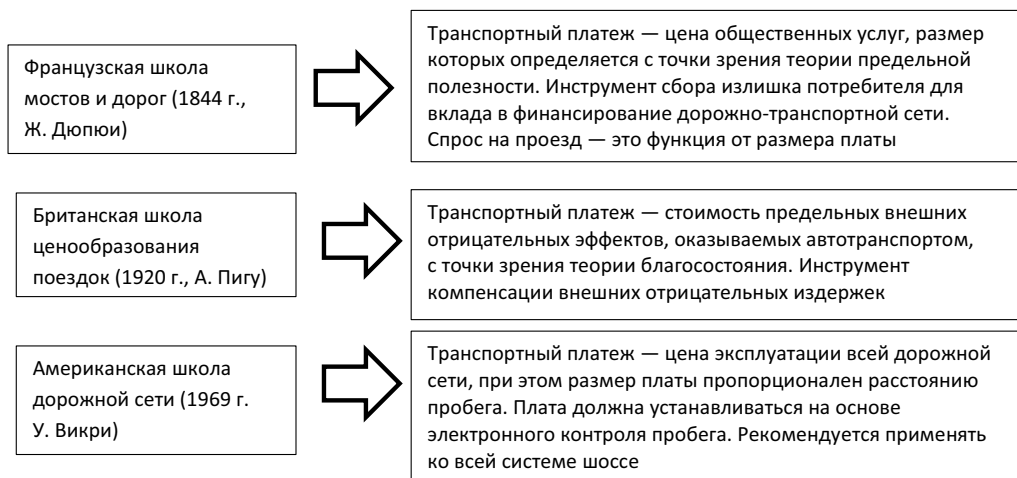 Французская школа
мостов и дорог (1844 г.,
Ж. Дюпюи)
Транспортный платеж — цена общественных услуг, размер
которых определяется с точки зрения теории предельной
полезности. Инструмент сбора излишка потребителя для
вклада в финансирование дорожно-транспортной сети.
Спрос на проезд — это функция от размера платы
Британская школа
ценообразования
поездок (1920 г., А. Пигу)
Транспортный платеж — стоимость предельных внешних
отрицательных эффектов, оказываемых автотранспортом,
с точки зрения теории благосостояния. Инструмент
компенсации внешних отрицательных издержек
Американская школа
дорожной сети (1969 г.
У. Викри)
Транспортный платеж — цена эксплуатации всей дорожной
сети, при этом размер платы пропорционален расстоянию
пробега. Плата должна устанавливаться на основе
электронного контроля пробега. Рекомендуется применять
ко всей системе шоссе